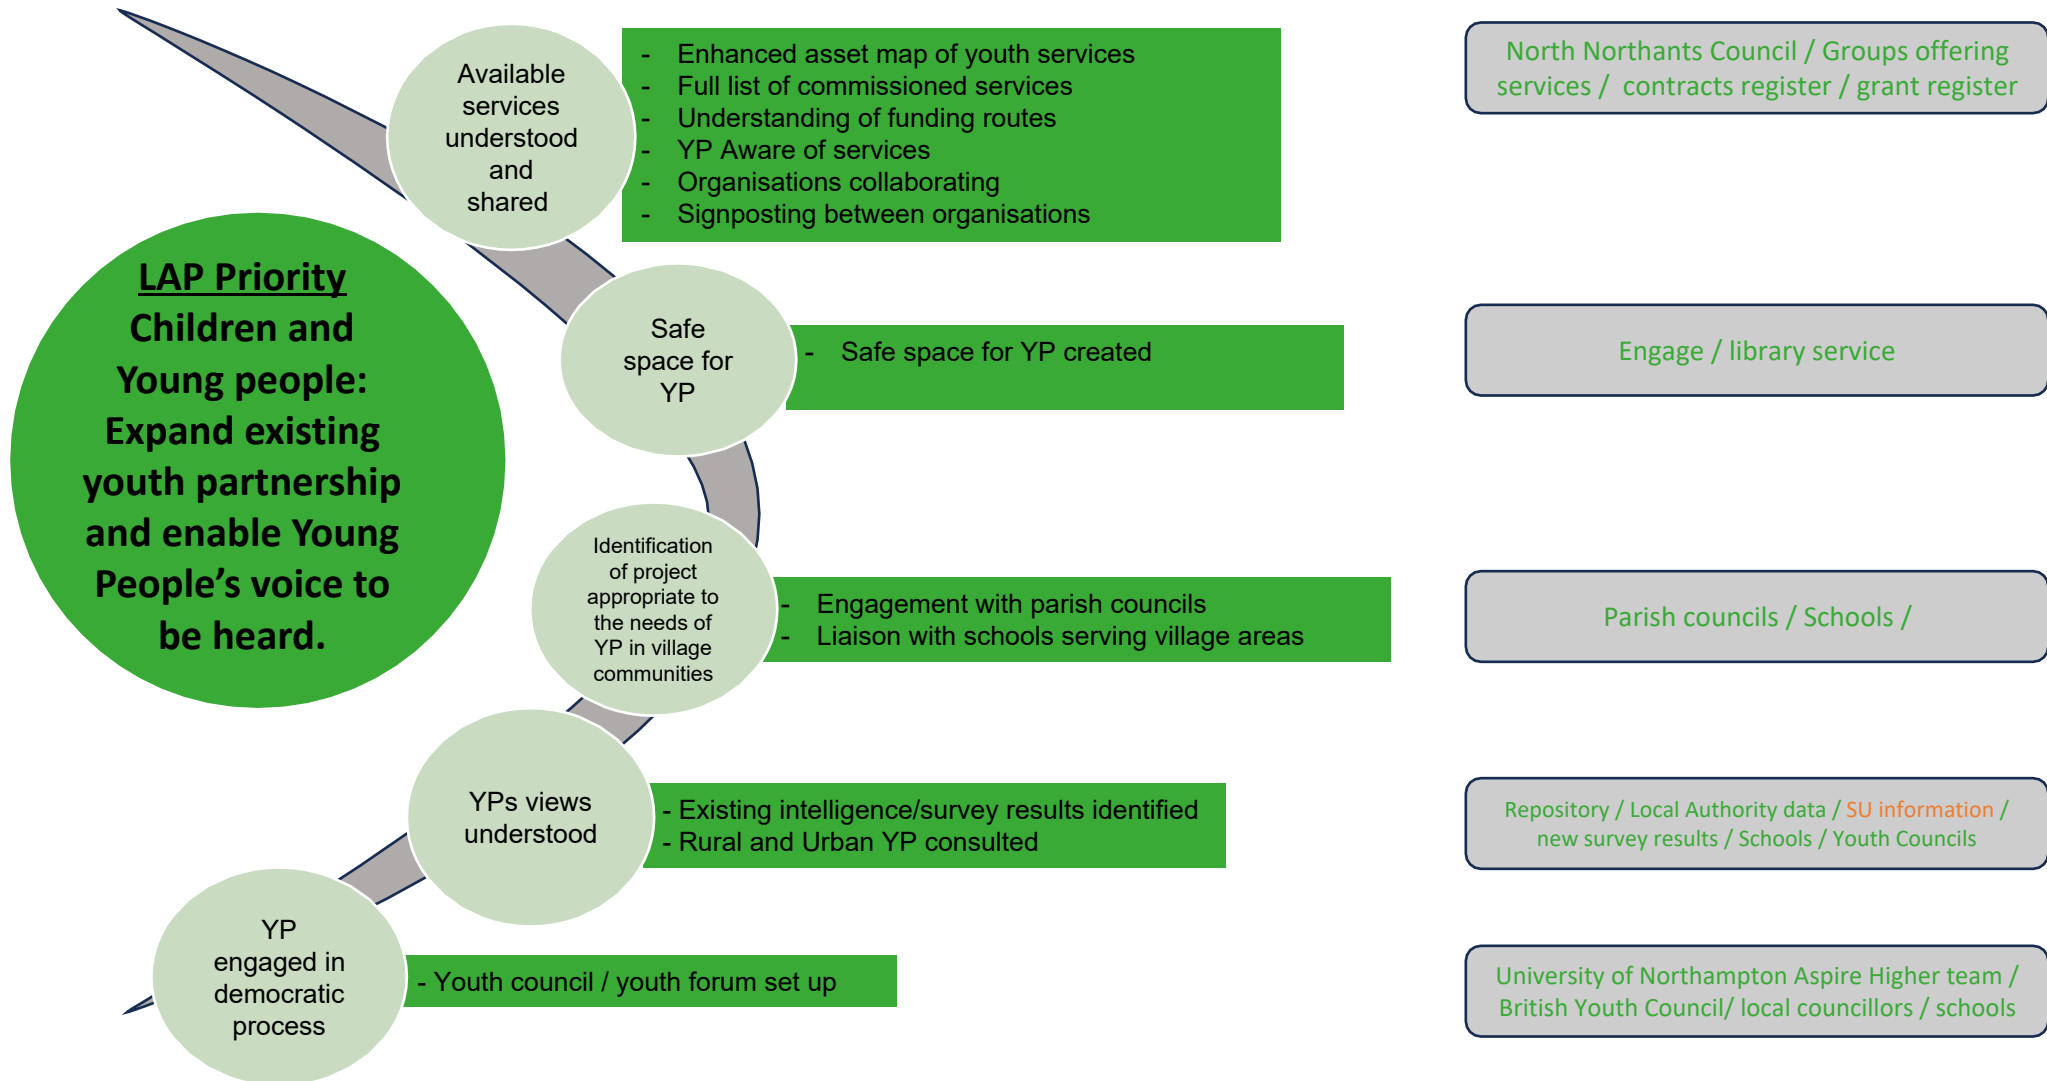 Available
services
understood
and
shared
- Enhanced asset map of youth services
- Full list of commissioned services
- Understanding of funding routes
- YP Aware of services
- Organisations collaborating
- Signposting between organisations
North Northants Council / Groups offering
services / contracts register / grant register
LAP Priority
Children and
Young people:
Expand existing
youth partnership
and enable Young
People’s voice to
be heard.
Safe
space for
YP
- Safe space for YP created
Engage / library service
Identification
of project
appropriate to
the needs of
YP in village
communities
- Engagement with parish councils
- Liaison with schools serving village areas
Parish councils / Schools /
YPs views
understood
- Existing intelligence/survey results identified
- Rural and Urban YP consulted
Repository / Local Authority data / SU information /
new survey results / Schools / Youth Councils
YP
engaged in
democratic
process
- Youth council / youth forum set up
University of Northampton Aspire Higher team /
British Youth Council/ local councillors / schools